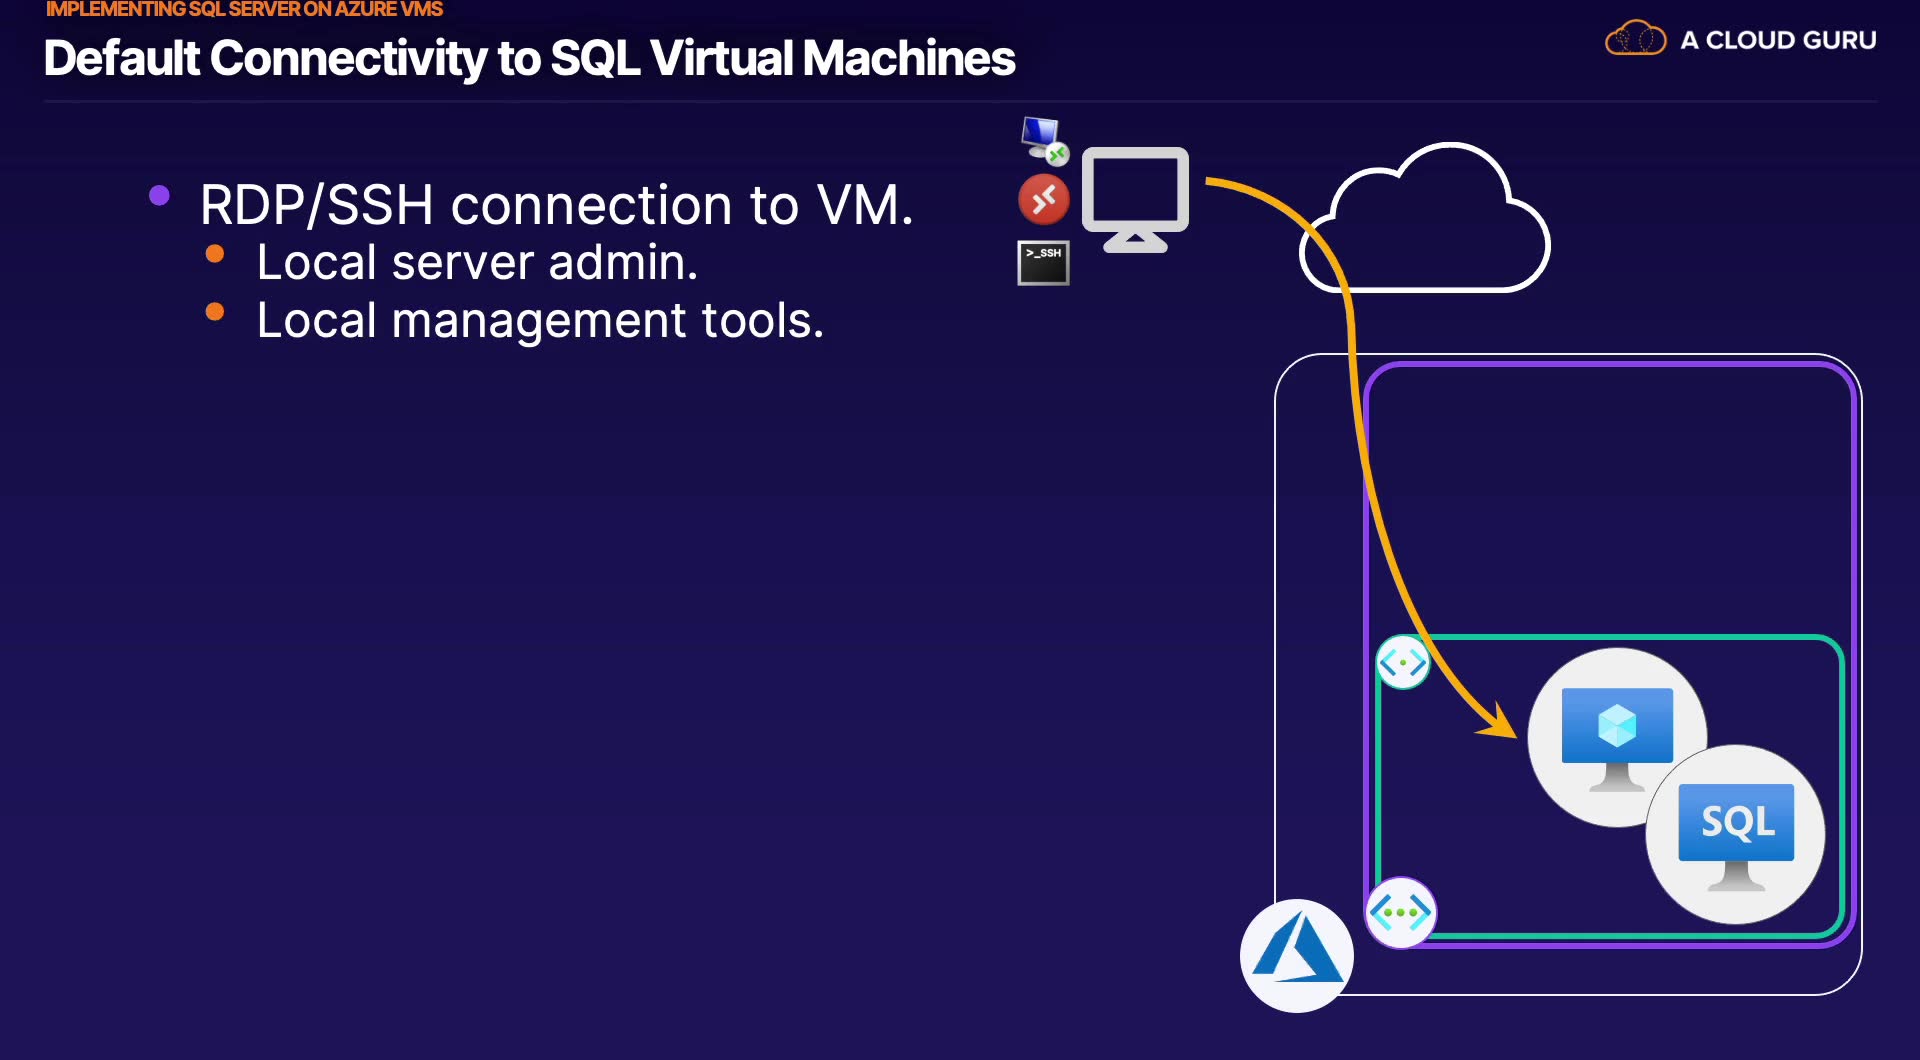 IMPLEMENTING SQL SERVER ON AZURE VMS
Default Connectivity to SQL Virtual Machines
A CLOUD GURU
RDP/SSH connection to VM.
Local server admin.
Local management tools.
>_SSH
SQL